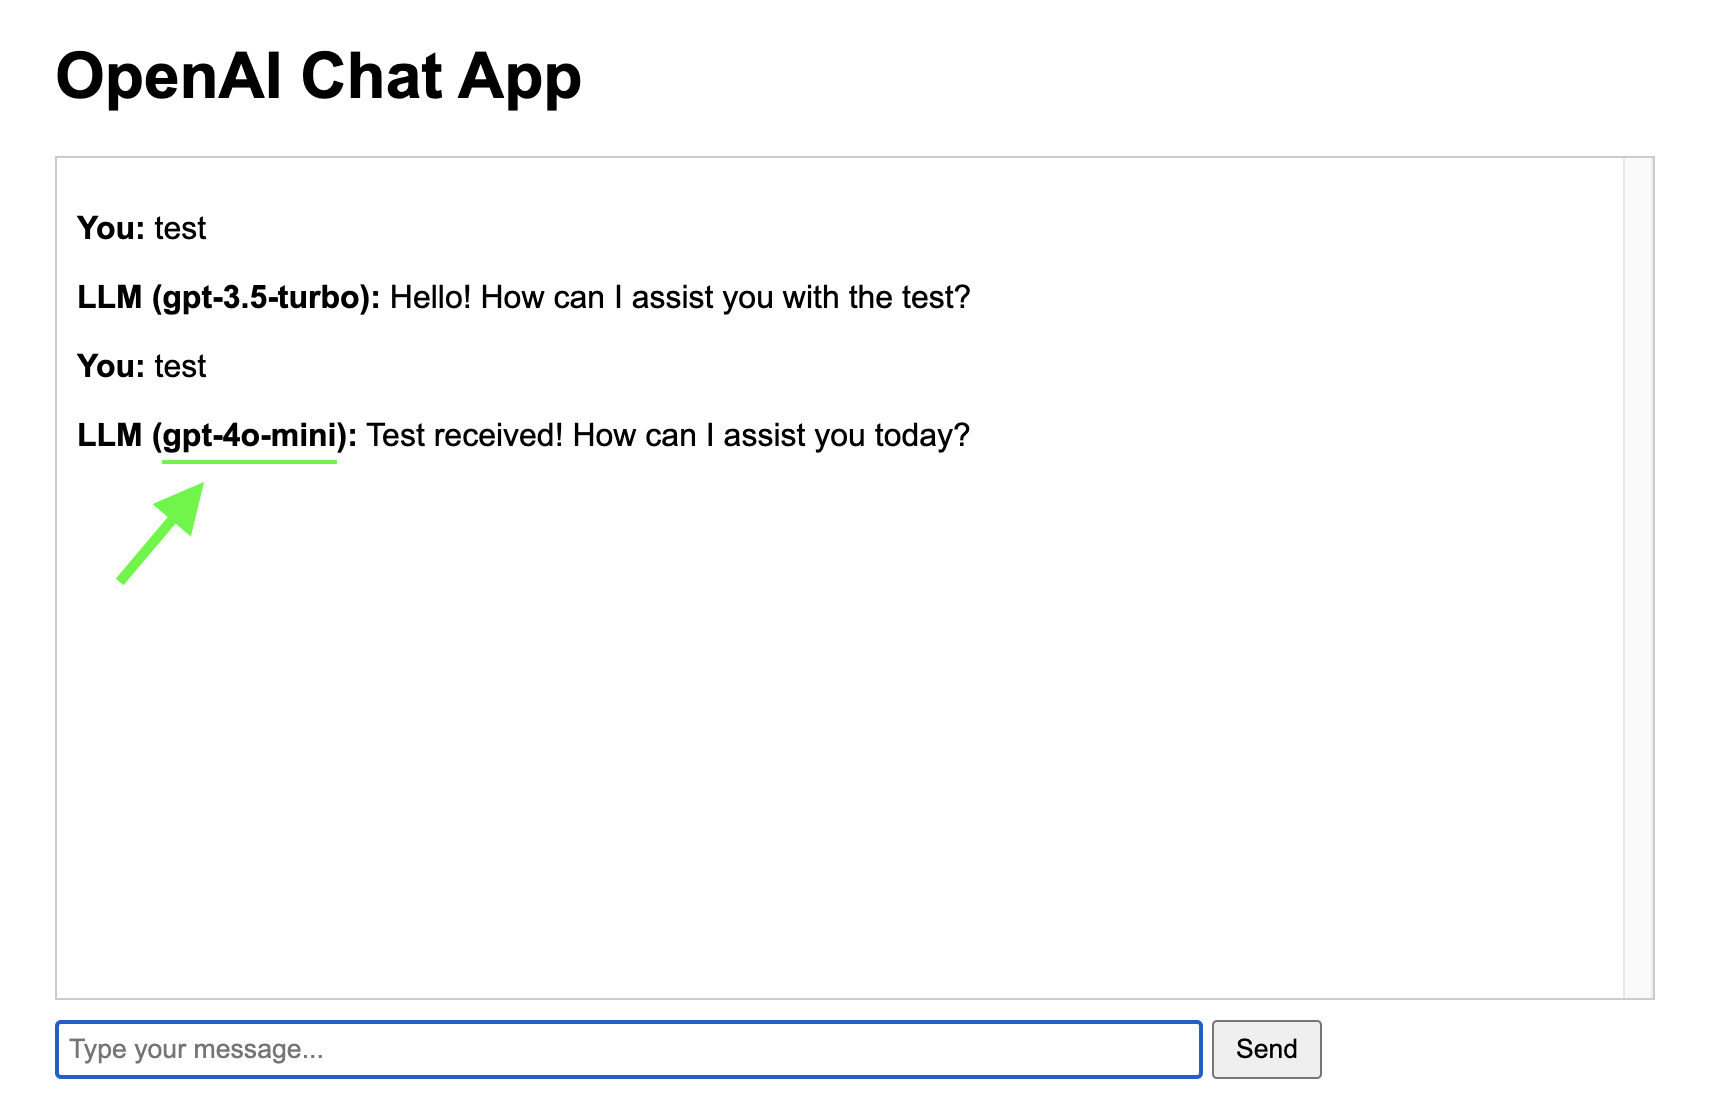 OpenAI Chat App
You: test
LLM (gpt-3.5-turbo): Hello! How can I assist you with the test?
You: test
LLM (gpt-4o-mini): Test received! How can I assist you today?
Type your message...
Send